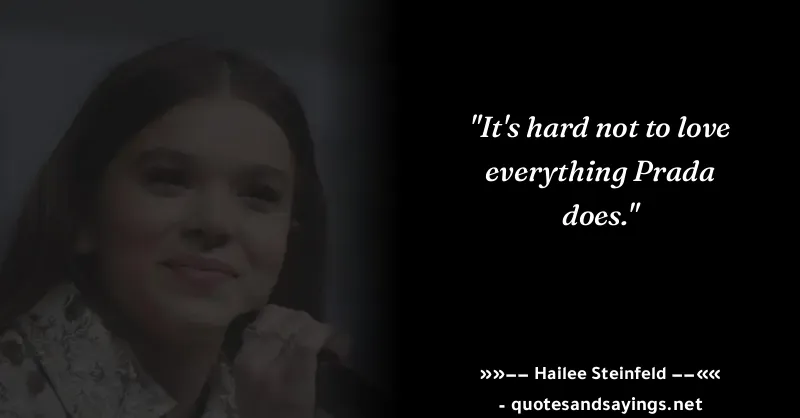 "It's hard not to love
everything Prada
does."
»»–– Hailee Steinfeld ––««
- quotesandsayings.net